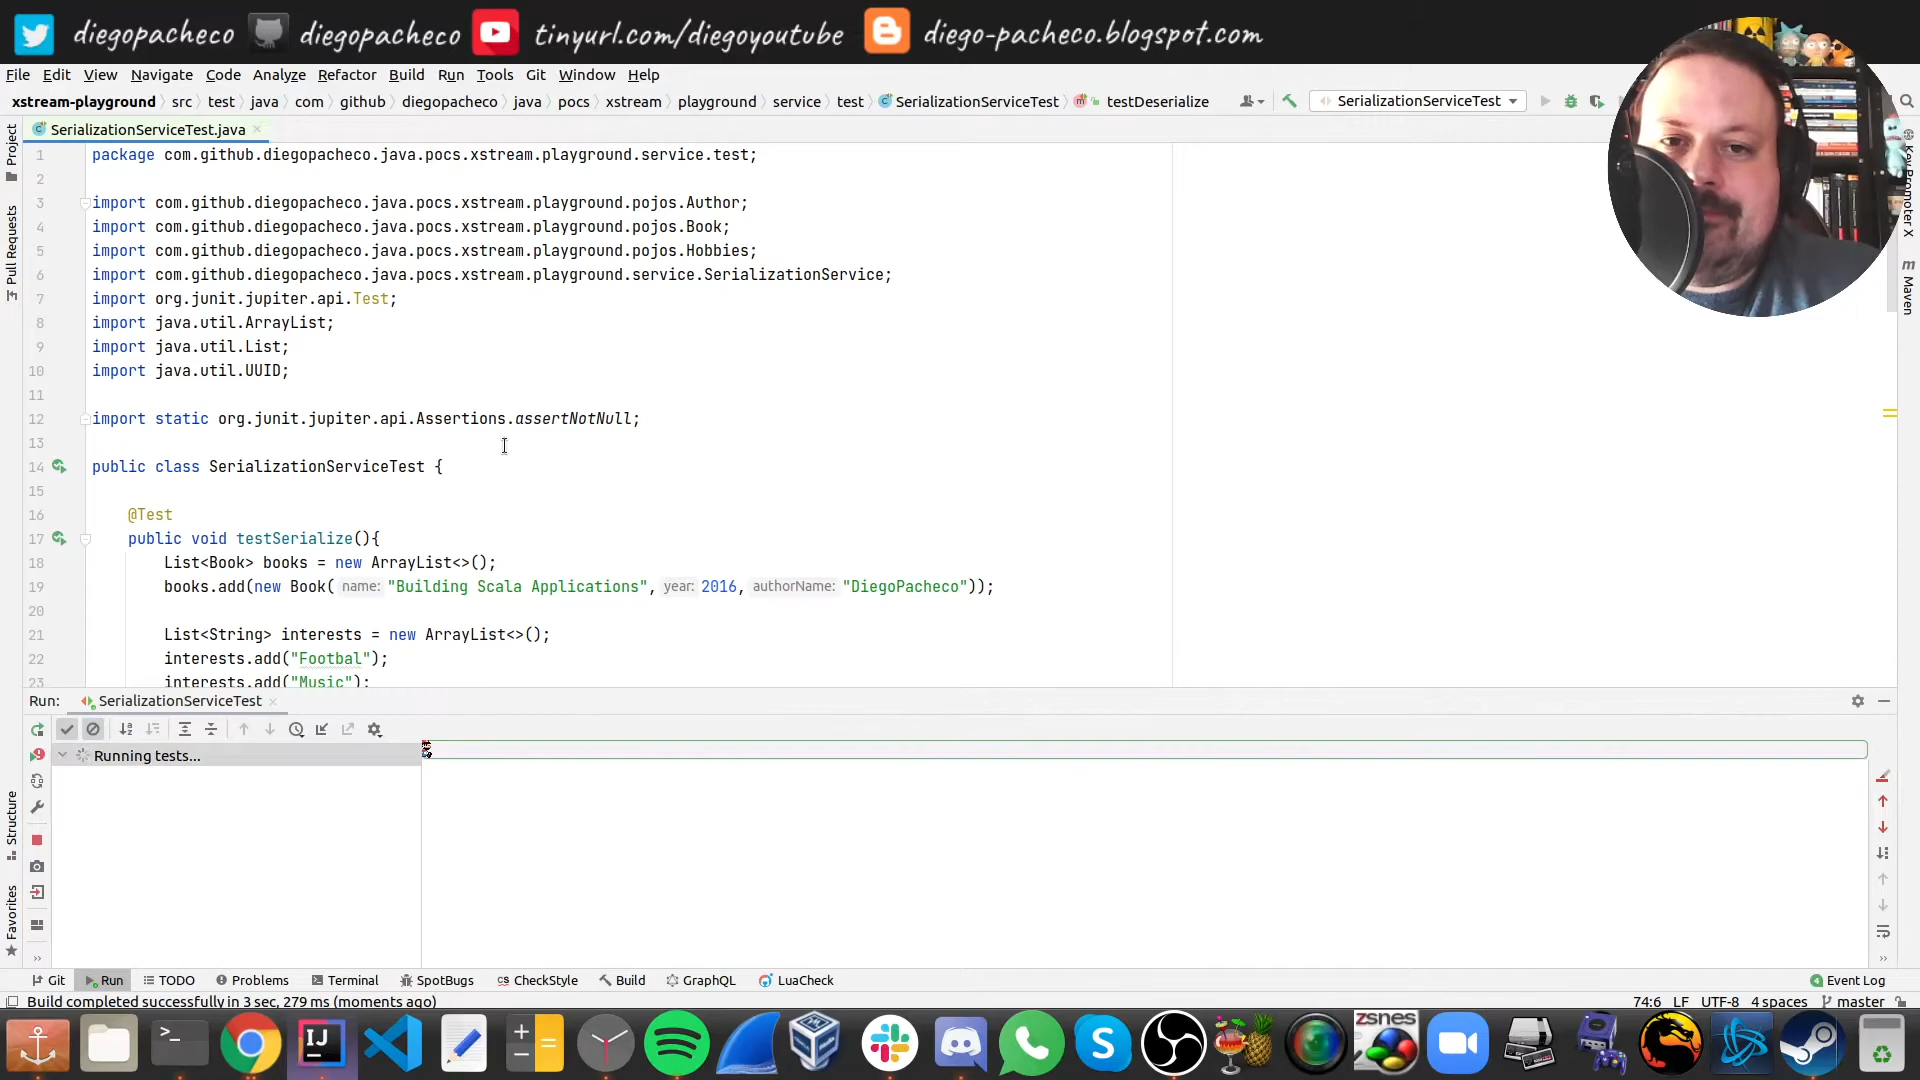 diegopacheco diegopacheco tinyurl.com/diegoyoutube diego-pacheco.blogspot.com
File Edit View Navigate Code Analyze Refactor Build Run Tools Git Window Help
xstream-playground src test java com github diegopacheco java pocs xstream playground service test SerializationServiceTest testDeserialize SerializationServiceTest
SerializationServiceTest.java
1 package com.github.diegopacheco.java.pocs.xstream.playground.service.test;
2
3 import com.github.diegopacheco.java.pocs.xstream.playground.pojos.Author;
4 import com.github.diegopacheco.java.pocs.xstream.playground.pojos.Book;
5 import com.github.diegopacheco.java.pocs.xstream.playground.pojos.Hobbies;
6 import com.github.diegopacheco.java.pocs.xstream.playground.service.SerializationService;
7 import org.junit.jupiter.api.Test;
8 import java.util.ArrayList;
9 import java.util.List;
10 import java.util.UUID;
11
12 import static org.junit.jupiter.api.Assertions.assertNotNull;
13
14 public class SerializationServiceTest {
15
16 @Test
17 public void testSerialize(){
18 List<Book> books = new ArrayList<>();
19 books.add(new Book( name: "Building Scala Applications", year: 2016, authorName: "DiegoPacheco"));
20
21 List<String> interests = new ArrayList<>();
22 interests.add("Footbal");
23 interests.add("Music");
Project
Pull Requests
Structure
Favorites
Key Promoter X
Maven
Run: SerializationServiceTest
Running tests...
Git Run TODO Problems Terminal SpotBugs CheckStyle Build GraphQL LuaCheck Event Log
Build completed successfully in 3 sec, 279 ms (moments ago) 74:6 LF UTF-8 4 spaces master
IJ
zsnes